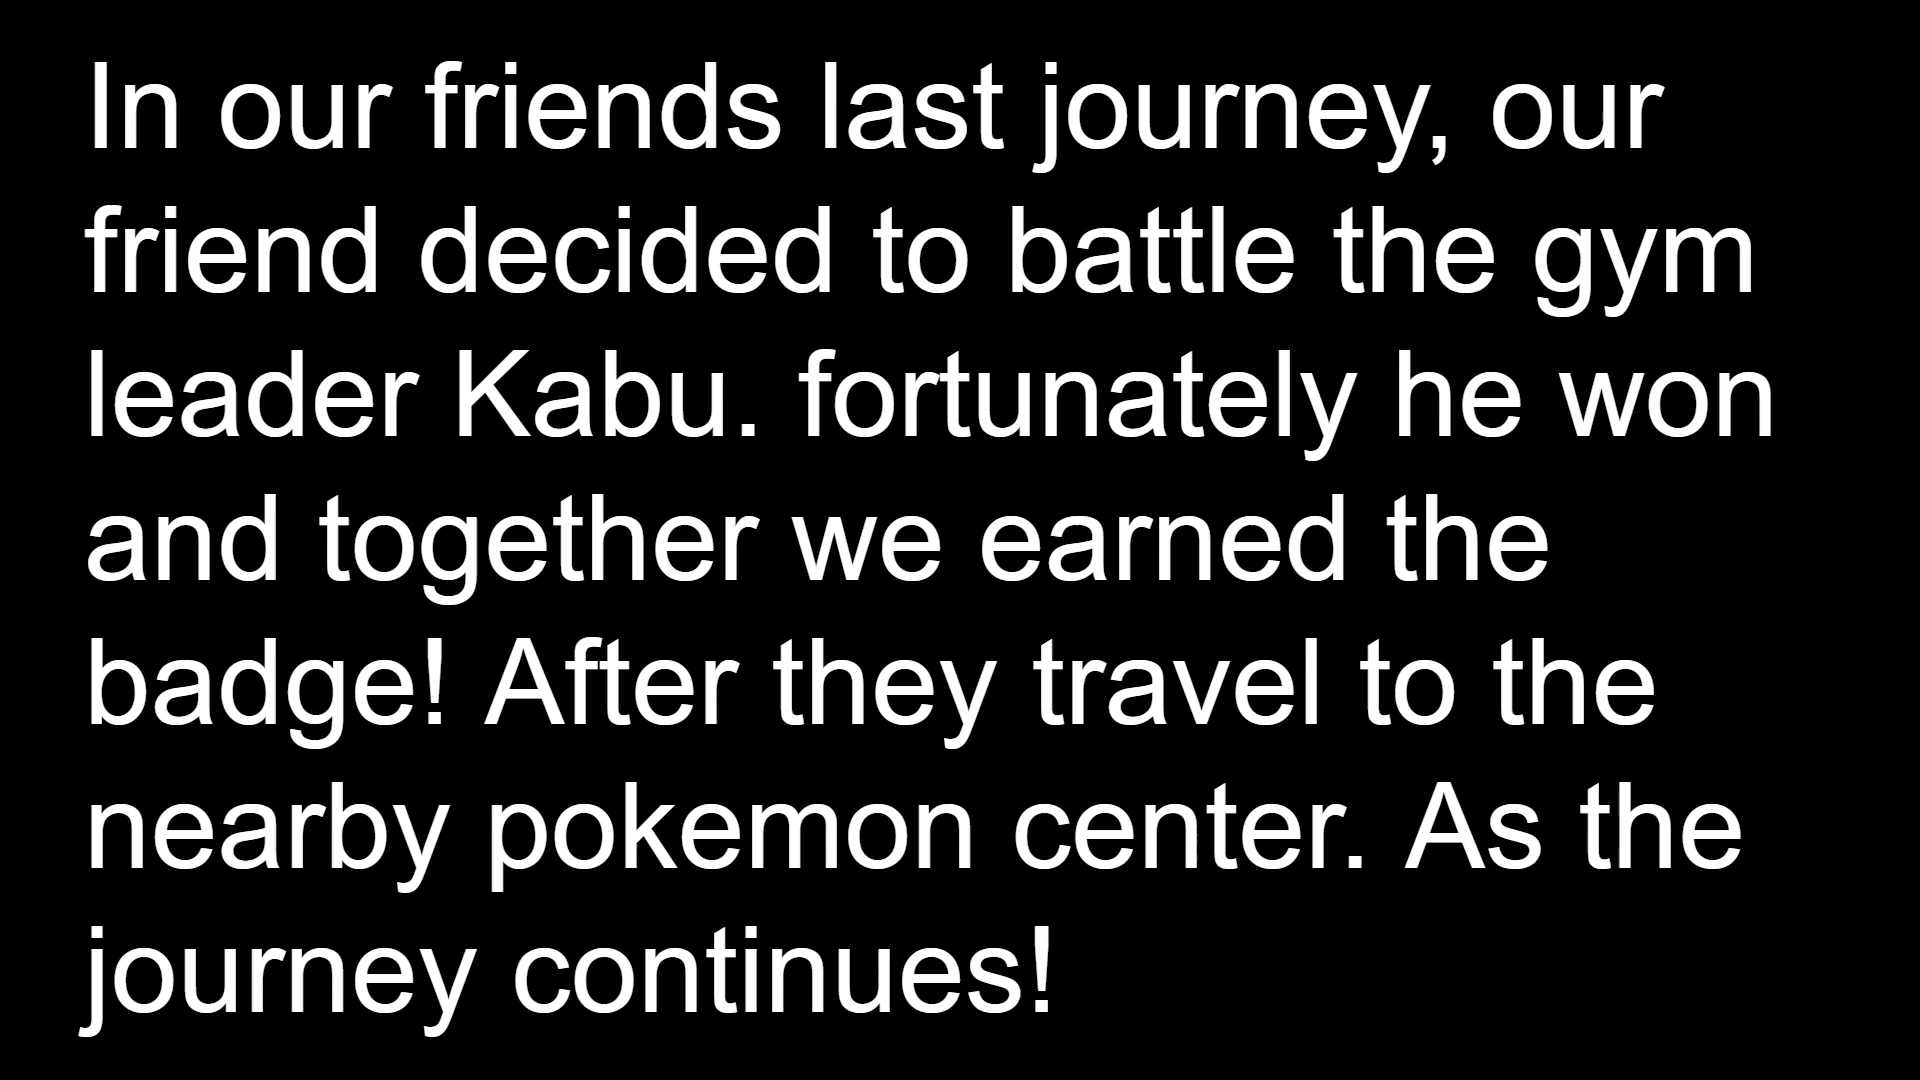 In our friends last journey, our
friend decided to battle the gym
leader Kabu. fortunately he won
and together we earned the
badge! After they travel to the
nearby pokemon center. As the
journey continues!